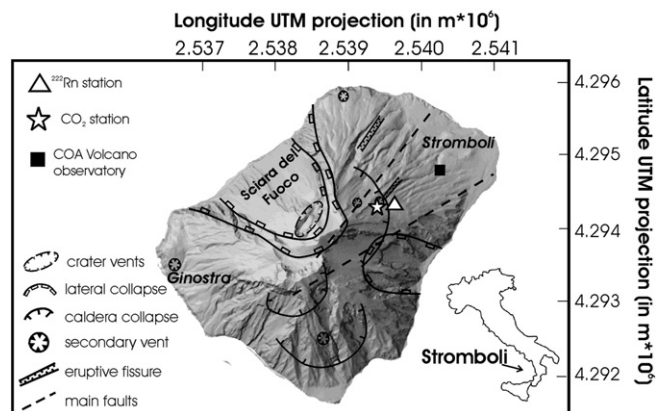 Longitude UTM projection (in m*10⁶)
2.537 2.538 2.539 2.540 2.541
²²²Rn station
CO₂ station
COA Volcano
observatory
crater vents
lateral collapse
caldera collapse
secondary vent
eruptive fissure
main faults
Sciara del
Fuoco
Stromboli
Ginostra
Stromboli
4.296
4.295
4.294
4.293
4.292
Latitude UTM projection (in m*10⁶)